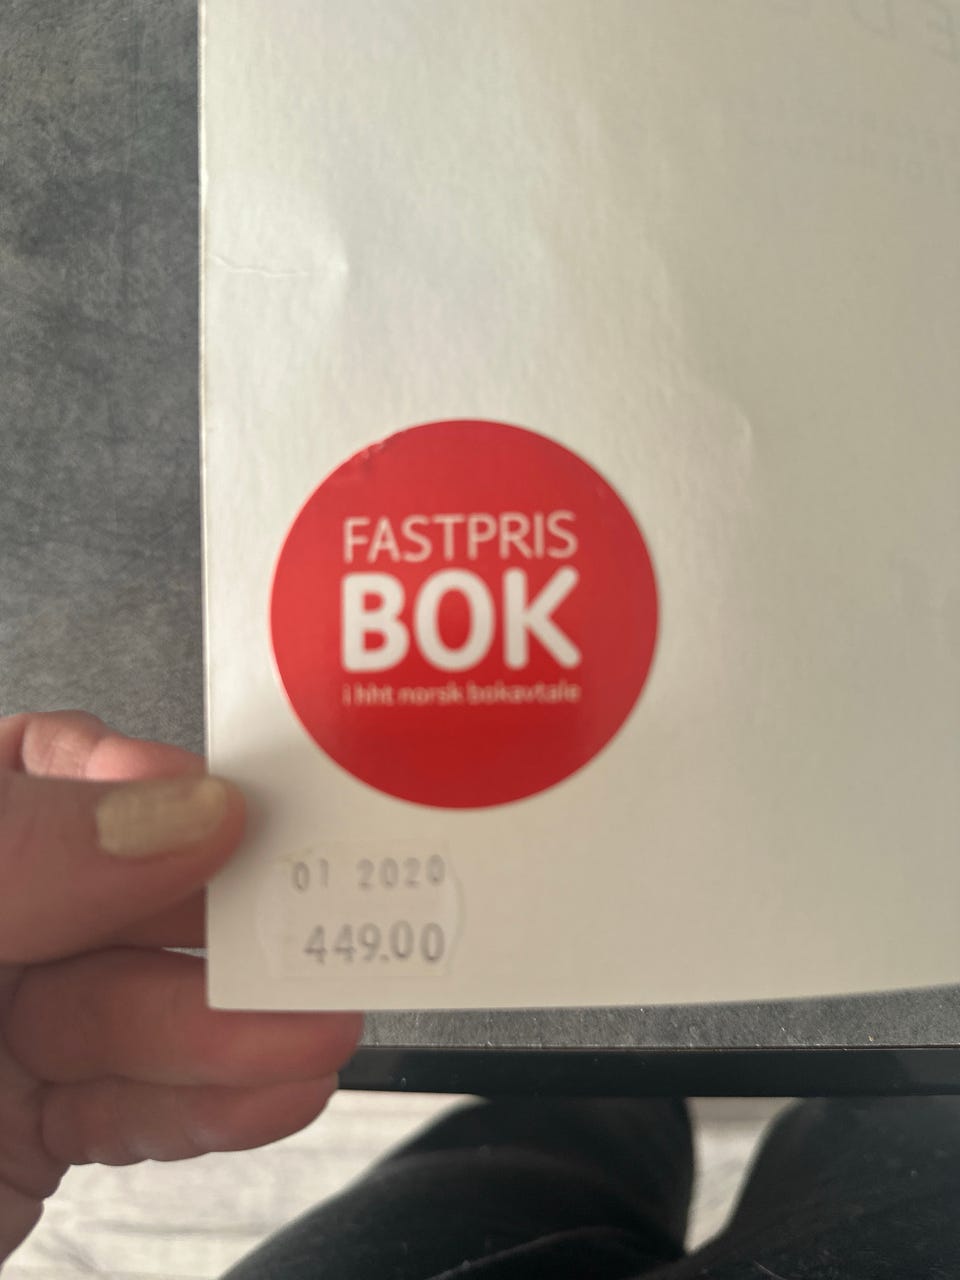 FASTPRIS
BOK
i hht norsk bokavtale
01 2020
449.00